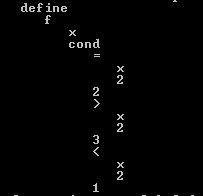 define
f
x
cond
=
x
2
2
>
x
2
3
<
x
2
1